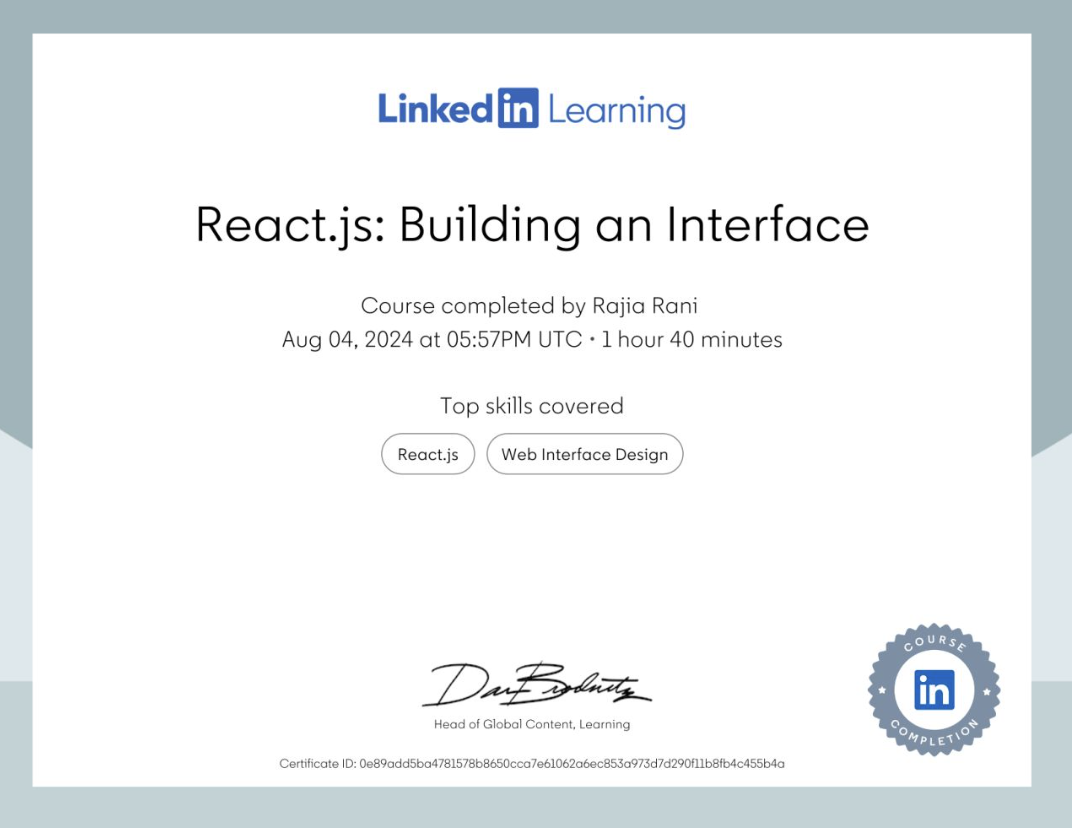 Linked in Learning
React.js: Building an Interface
Course completed by Rajia Rani
Aug 04, 2024 at 05:57PM UTC • 1 hour 40 minutes
Top skills covered
React.js Web Interface Design
Dan Brodnitz
Head of Global Content, Learning
COURSE
in
COMPLETION
Certificate ID: 0e89add5ba4781578b8650cca7e61062a6ec853a973d7d290f11b8fb4c455b4a